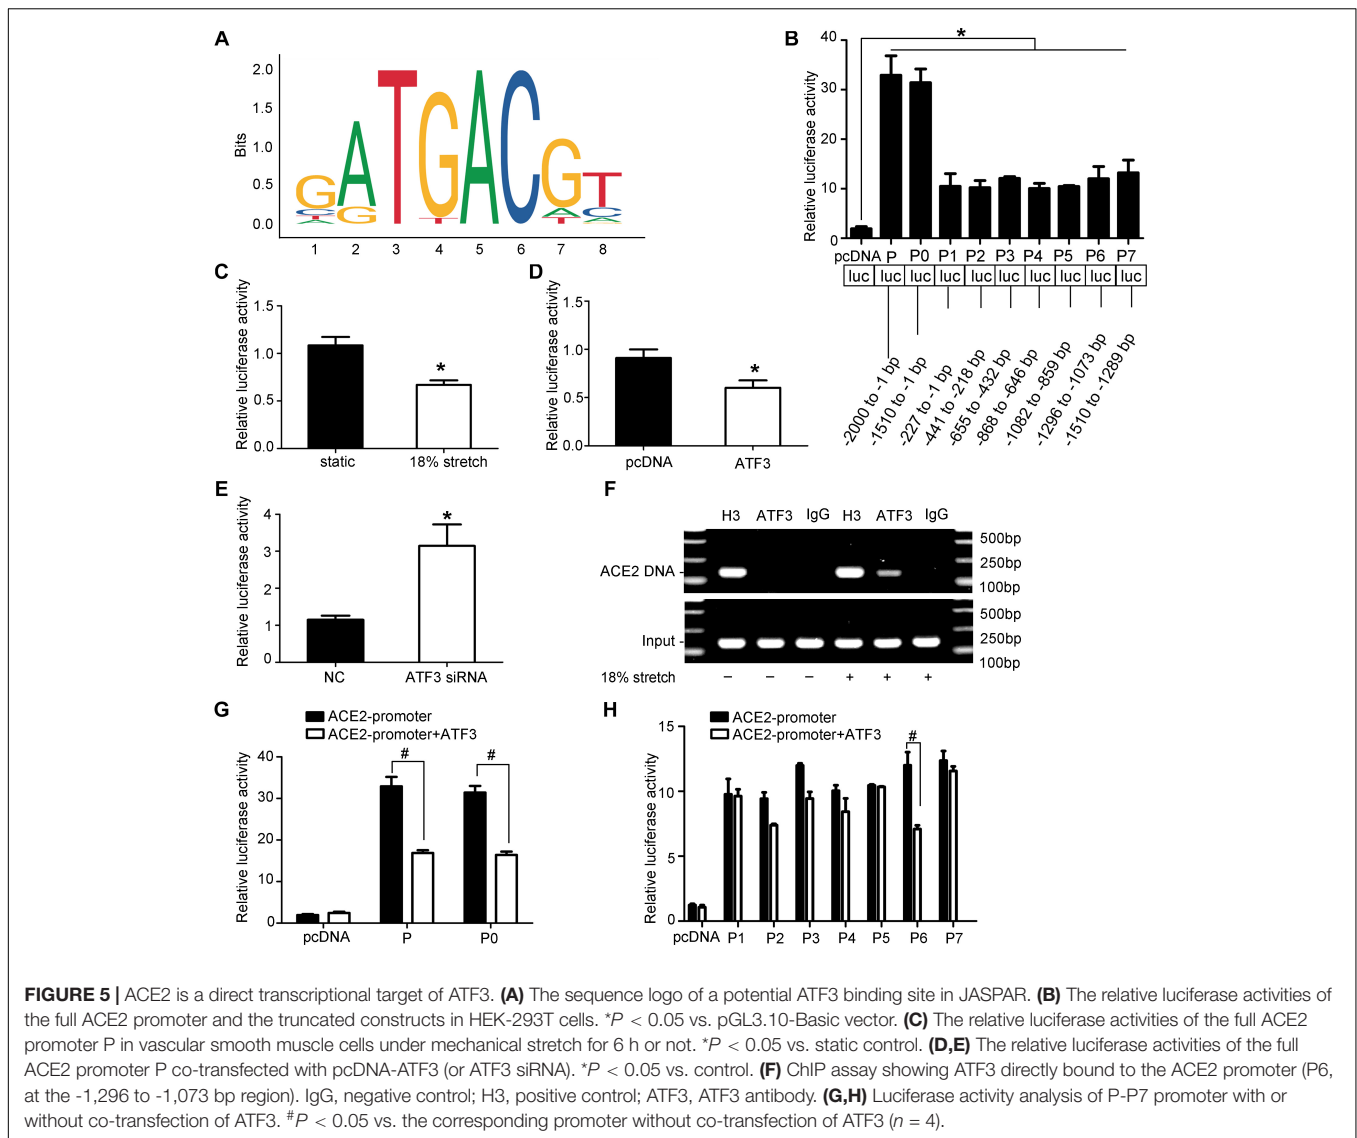 A
Bits
2.0
1.5
1.0
0.5
0.0
1 2 3 4 5 6 7 8
G A T G A C G T
C G T A C
T T A
A
B
Relative luciferase activity
40
30
20
10
0
*
pcDNA P P0 P1 P2 P3 P4 P5 P6 P7
luc luc luc luc luc luc luc luc luc luc
-2000 to -1 bp
-1510 to -1 bp
-227 to -1 bp
-441 to -218 bp
-655 to -432 bp
-868 to -646 bp
-1082 to -859 bp
-1296 to -1073 bp
-1510 to -1289 bp
C
Relative luciferase activity
1.5
1.0
0.5
0.0
*
static 18% stretch
D
Relative luciferase activity
1.5
1.0
0.5
0.0
*
pcDNA ATF3
E
Relative luciferase activity
4
3
2
1
0
*
NC ATF3 siRNA
F
H3 ATF3 IgG H3 ATF3 IgG
ACE2 DNA -
500bp
250bp
100bp
Input -
500bp
250bp
100bp
18% stretch – – – + + +
G
ACE2-promoter
ACE2-promoter+ATF3
Relative luciferase activity
40
30
20
10
0
# #
pcDNA P P0
H
ACE2-promoter
ACE2-promoter+ATF3
Relative luciferase activity
15
10
5
0
#
pcDNA P1 P2 P3 P4 P5 P6 P7
FIGURE 5 | ACE2 is a direct transcriptional target of ATF3. (A) The sequence logo of a potential ATF3 binding site in JASPAR. (B) The relative luciferase activities of
the full ACE2 promoter and the truncated constructs in HEK-293T cells. *P < 0.05 vs. pGL3.10-Basic vector. (C) The relative luciferase activities of the full ACE2
promoter P in vascular smooth muscle cells under mechanical stretch for 6 h or not. *P < 0.05 vs. static control. (D,E) The relative luciferase activities of the full
ACE2 promoter P co-transfected with pcDNA-ATF3 (or ATF3 siRNA). *P < 0.05 vs. control. (F) ChIP assay showing ATF3 directly bound to the ACE2 promoter (P6,
at the -1,296 to -1,073 bp region). IgG, negative control; H3, positive control; ATF3, ATF3 antibody. (G,H) Luciferase activity analysis of P-P7 promoter with or
without co-transfection of ATF3. #P < 0.05 vs. the corresponding promoter without co-transfection of ATF3 (n = 4).